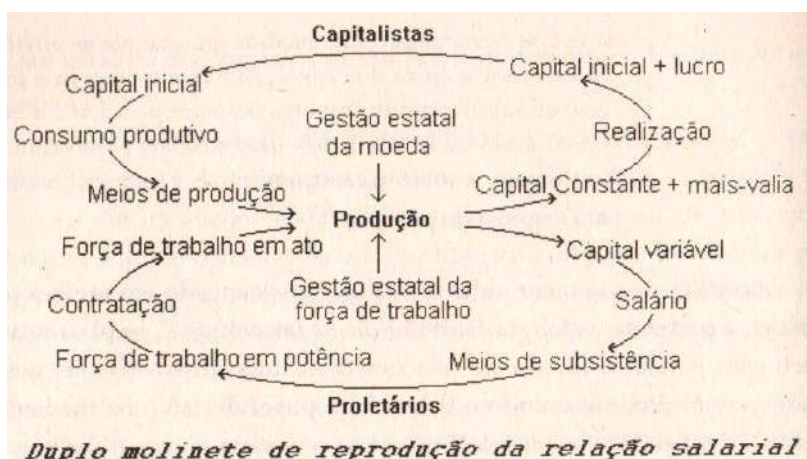 Capitalistas
Capital inicial
Capital inicial + lucro
Consumo produtivo
Gestão estatal
da moeda
Realização
Meios de produção
Capital Constante + mais-valia
Produção
Força de trabalho em ato
Capital variável
Contratação
Gestão estatal da
força de trabalho
Salário
Força de trabalho em potência
Meios de subsistência
Proletários
Duplo molinete de reprodução da relação salarial